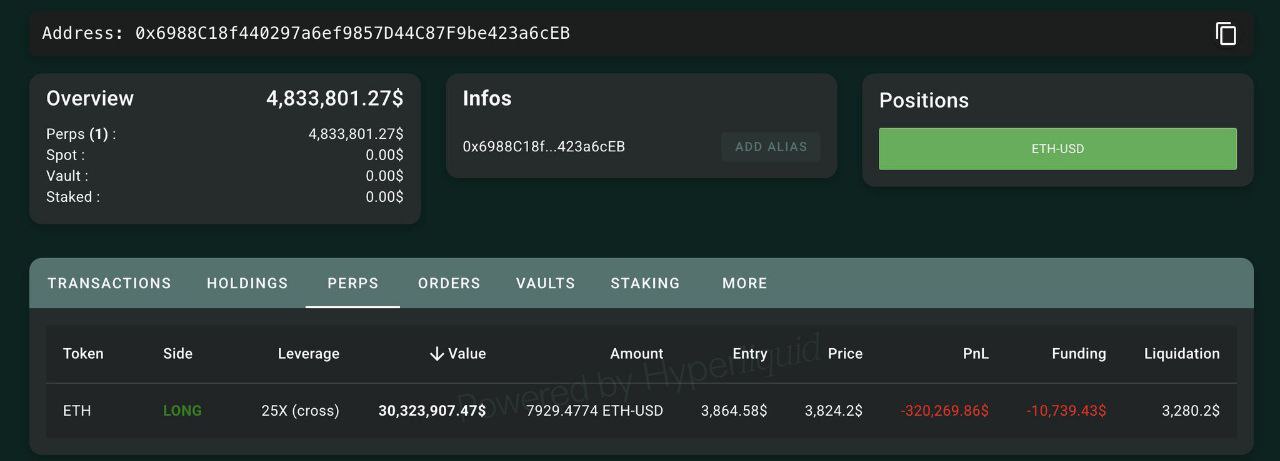 Address: 0x6988C18f440297a6ef9857D44C87F9be423a6cEB
Overview 4,833,801.27$
Perps (1) : 4,833,801.27$
Spot : 0.00$
Vault : 0.00$
Staked : 0.00$
Infos
0x6988C18f...423a6cEB ADD ALIAS
Positions
ETH-USD
TRANSACTIONS HOLDINGS PERPS ORDERS VAULTS STAKING MORE
Token Side Leverage ↓ Value Amount Entry Price PnL Funding Liquidation
ETH LONG 25X (cross) 30,323,907.47$ 7929.4774 ETH-USD 3,864.58$ 3,824.2$ -320,269.86$ -10,739.43$ 3,280.2$
Powered by Hyperliquid